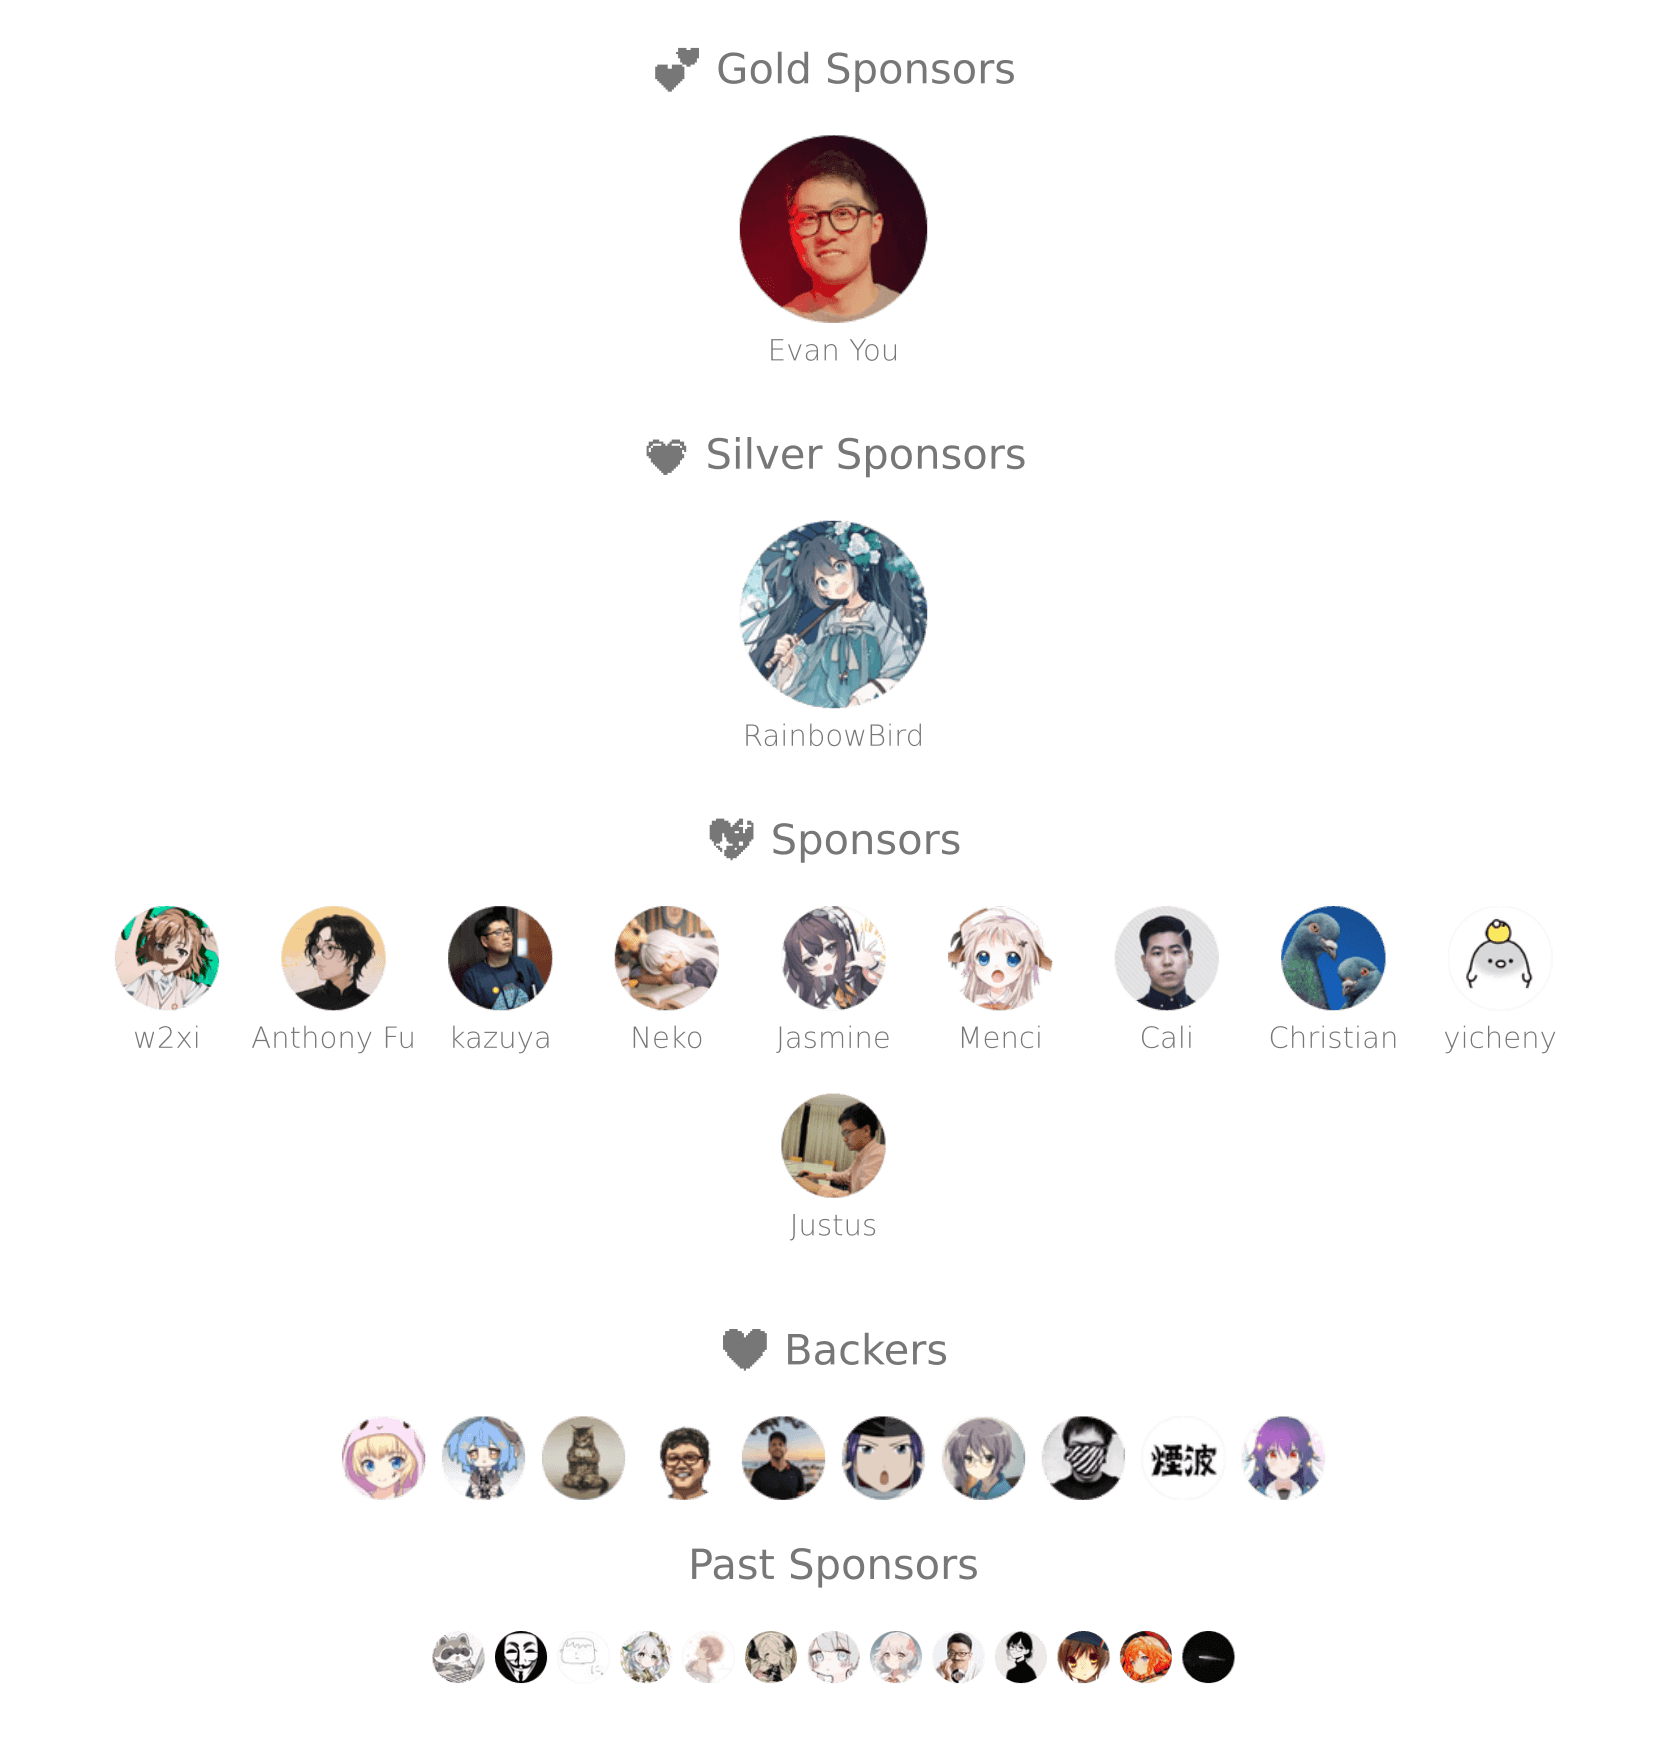 Gold Sponsors
Evan You
Silver Sponsors
RainbowBird
Sponsors
w2xi Anthony Fu kazuya Neko Jasmine Menci Cali Christian yicheny
Justus
Backers
煙波
Past Sponsors